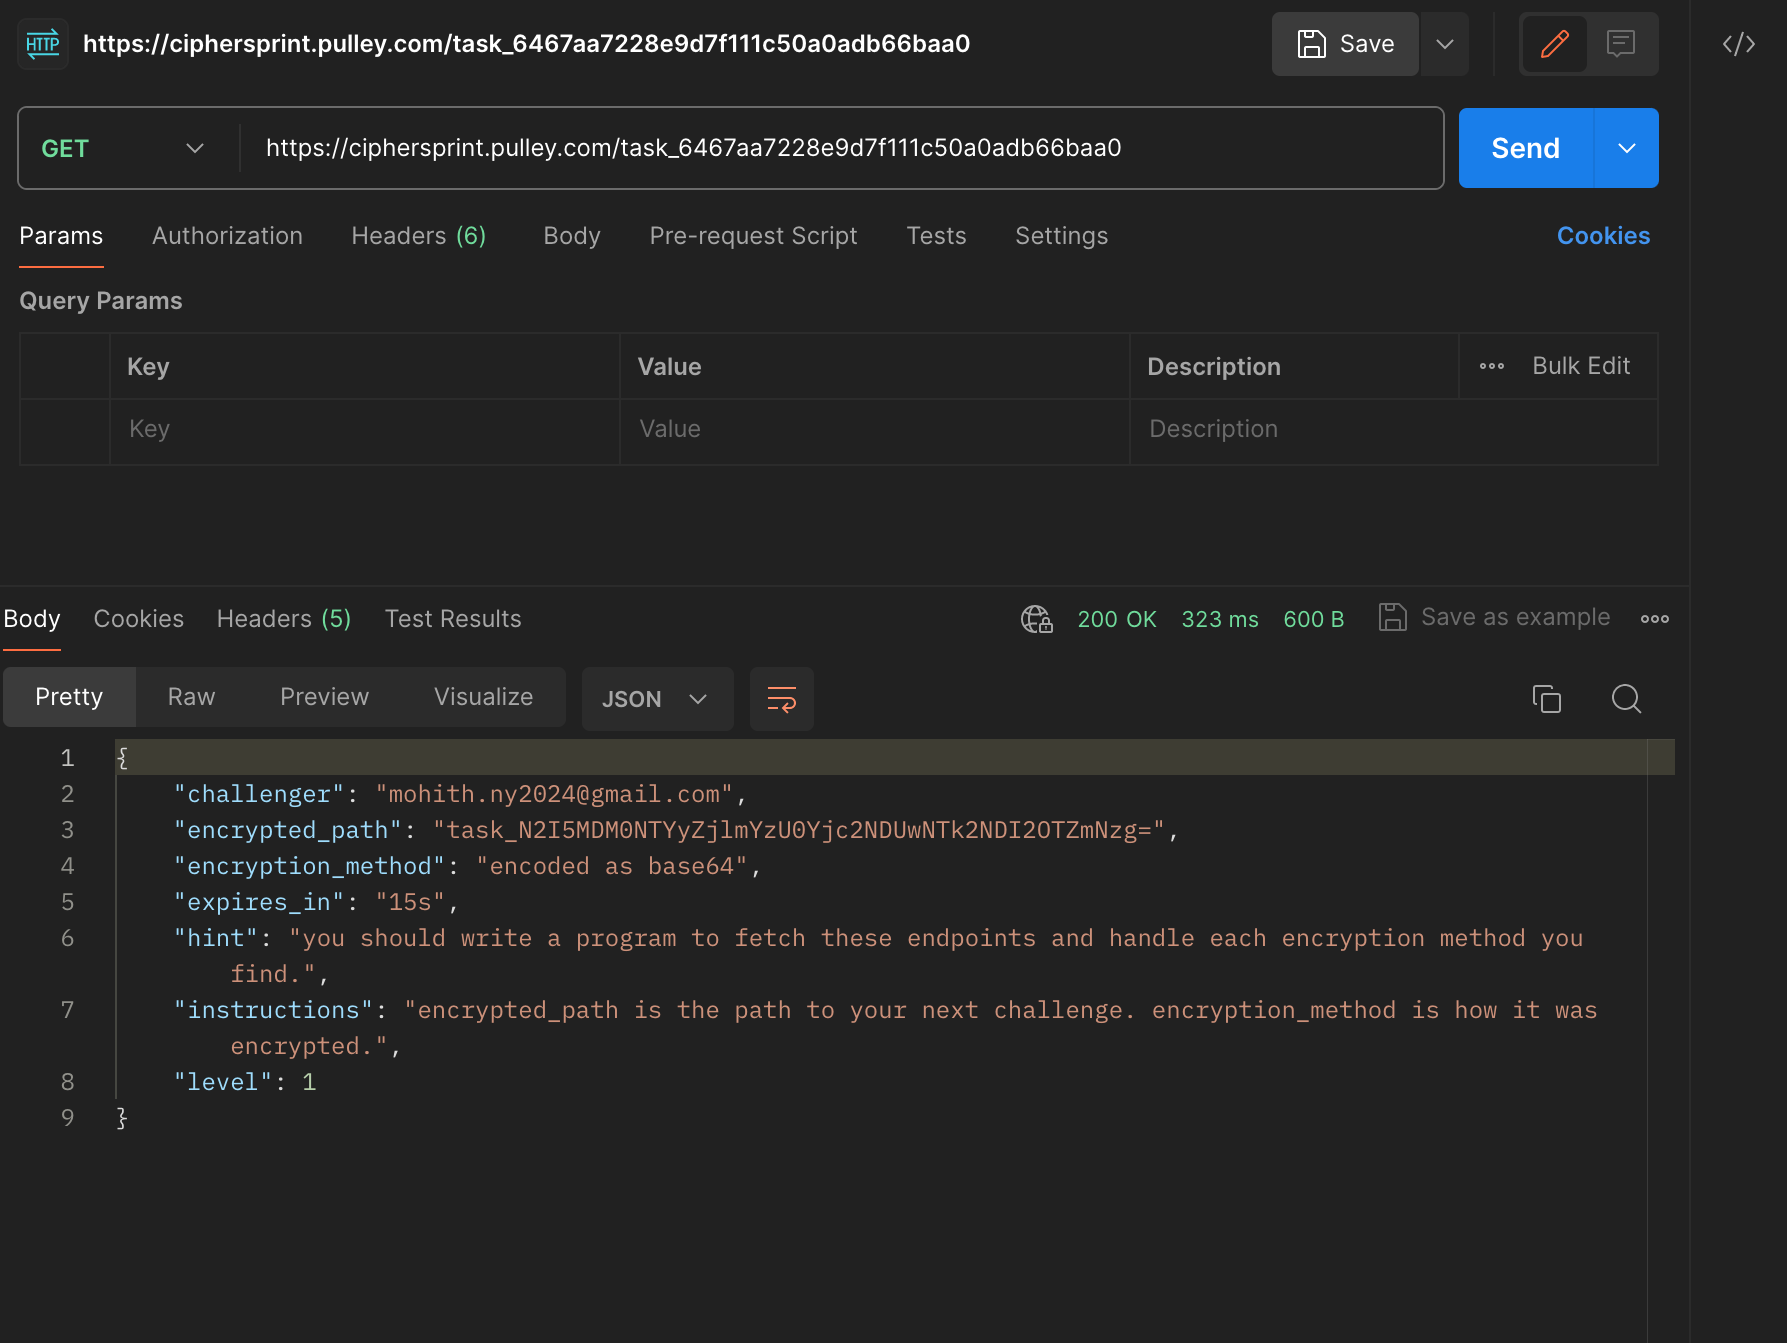 HTTP https://ciphersprint.pulley.com/task_6467aa7228e9d7f111c50a0adb66baa0 Save
GET https://ciphersprint.pulley.com/task_6467aa7228e9d7f111c50a0adb66baa0 Send
Params Authorization Headers (6) Body Pre-request Script Tests Settings Cookies
Query Params
Key Value Description Bulk Edit
Key Value Description
Body Cookies Headers (5) Test Results 200 OK 323 ms 600 B Save as example
Pretty Raw Preview Visualize JSON
1 {
2 "challenger": "mohith.ny2024@gmail.com",
3 "encrypted_path": "task_N2I5MDM0NTYyZjlmYzU0Yjc2NDUwNTk2NDI2OTZmNzg=",
4 "encryption_method": "encoded as base64",
5 "expires_in": "15s",
6 "hint": "you should write a program to fetch these endpoints and handle each encryption method you
find.",
7 "instructions": "encrypted_path is the path to your next challenge. encryption_method is how it was
encrypted.",
8 "level": 1
9 }